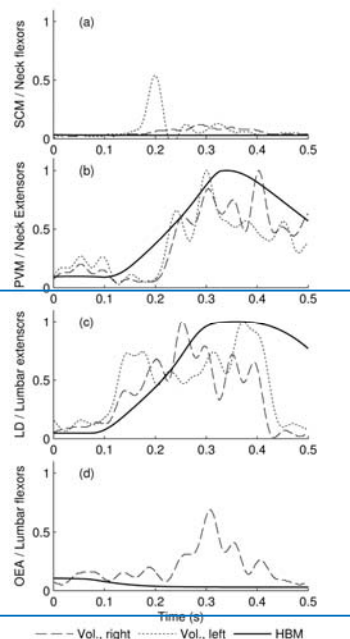 (a)
SCM / Neck flexors
1
0.5
0
0 0.1 0.2 0.3 0.4 0.5
(b)
PVM / Neck Extensors
1
0.5
0
0 0.1 0.2 0.3 0.4 0.5
(c)
LD / Lumbar extensors
1
0.5
0
0 0.1 0.2 0.3 0.4 0.5
(d)
OEA / Lumbar flexors
1
0.5
0
0 0.1 0.2 0.3 0.4 0.5
Time (s)
Vol., right Vol., left HBM